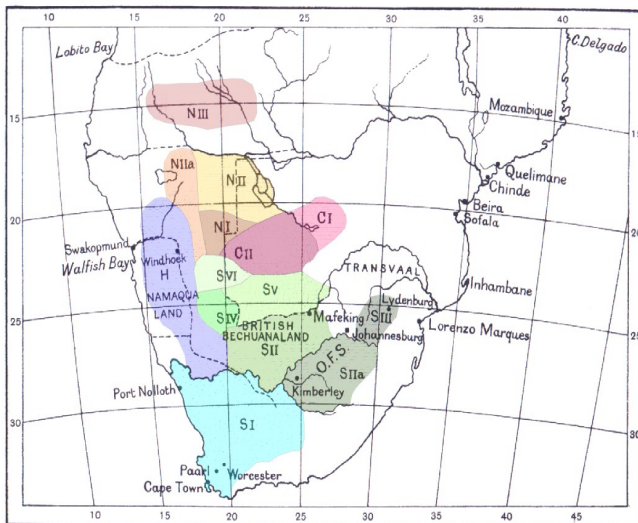 10 15 20 25 30 35 40
Lobito Bay
C. Delgado
N III
15
Mozambique
15
N IIa
N II
Quelimane
Chinde
20
N I
C I
Beira
Sofala
20
Swakopmund
Walfish Bay
Windhoek
H
C II
S VI
TRANSVAAL
NAMAQUA
LAND
S V
Inhambane
Lydenburg
25
S IV
Mafeking
S III
BRITISH
BECHUANALAND
Johannesburg
Lorenzo Marques
25
S II
O.F.S.
S IIa
Port Nolloth
Kimberley
30
S I
30
Paarl
Worcester
Cape Town
10 15 20 25 30 35 40 45